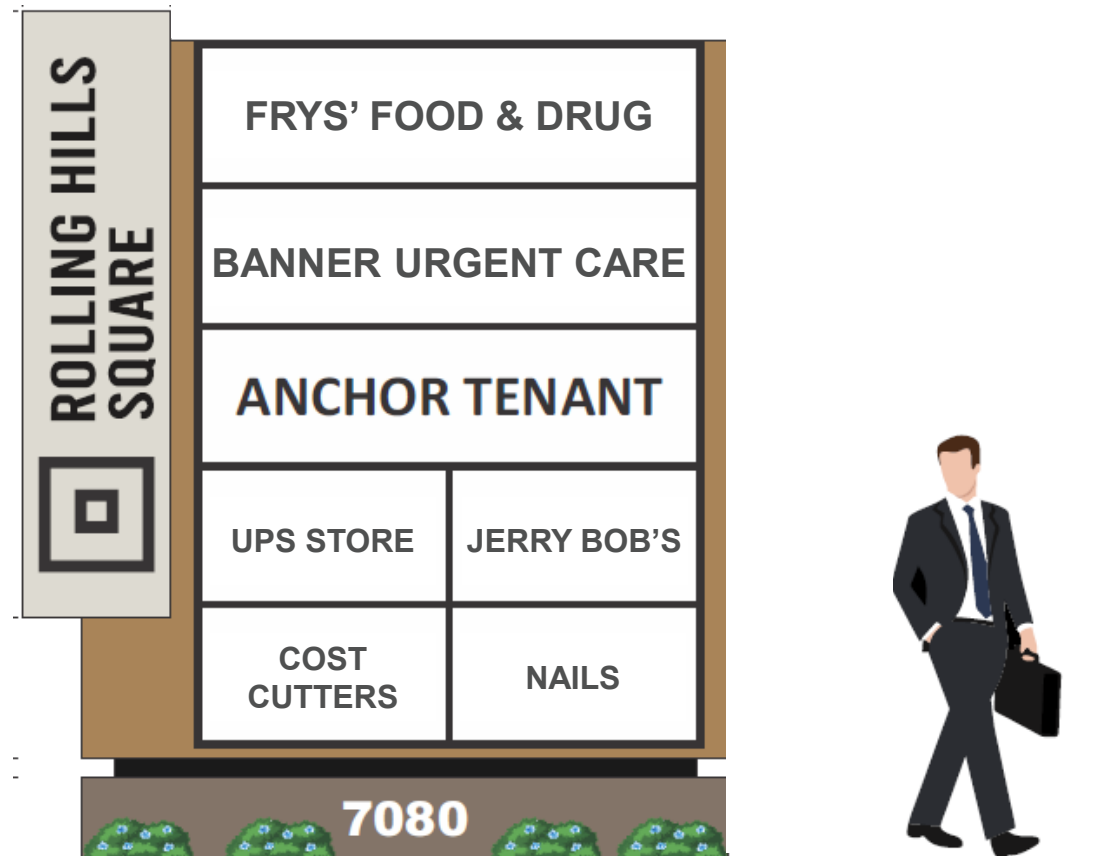 ROLLING HILLS
SQUARE
FRYS’ FOOD & DRUG
BANNER URGENT CARE
ANCHOR TENANT
UPS STORE
JERRY BOB’S
COST
CUTTERS
NAILS
7080